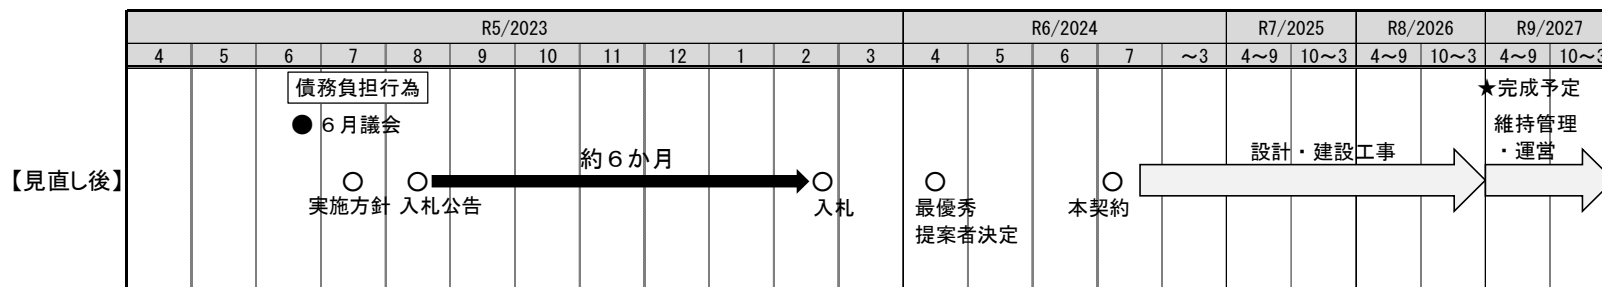 R5/2023 R6/2024 R7/2025 R8/2026 R9/2027
4 5 6 7 8 9 10 11 12 1 2 3 4 5 6 7 ～3 4～9 10～3 4～9 10～3 4～9 10～3
債務負担行為 ★完成予定
● ６月議会 維持管理
約６か月 設計・建設工事 ・運営
【見直し後】
実施方針 入札公告 入札 最優秀 本契約
提案者決定